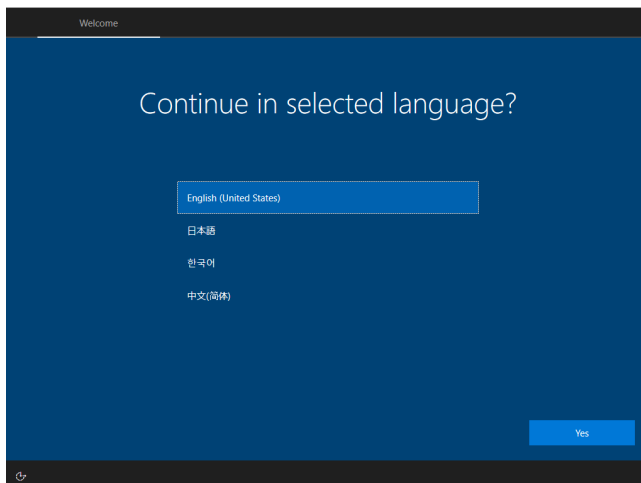 Welcome
Continue in selected language?
English (United States)
日本語
한국어
中文(简体)
Yes